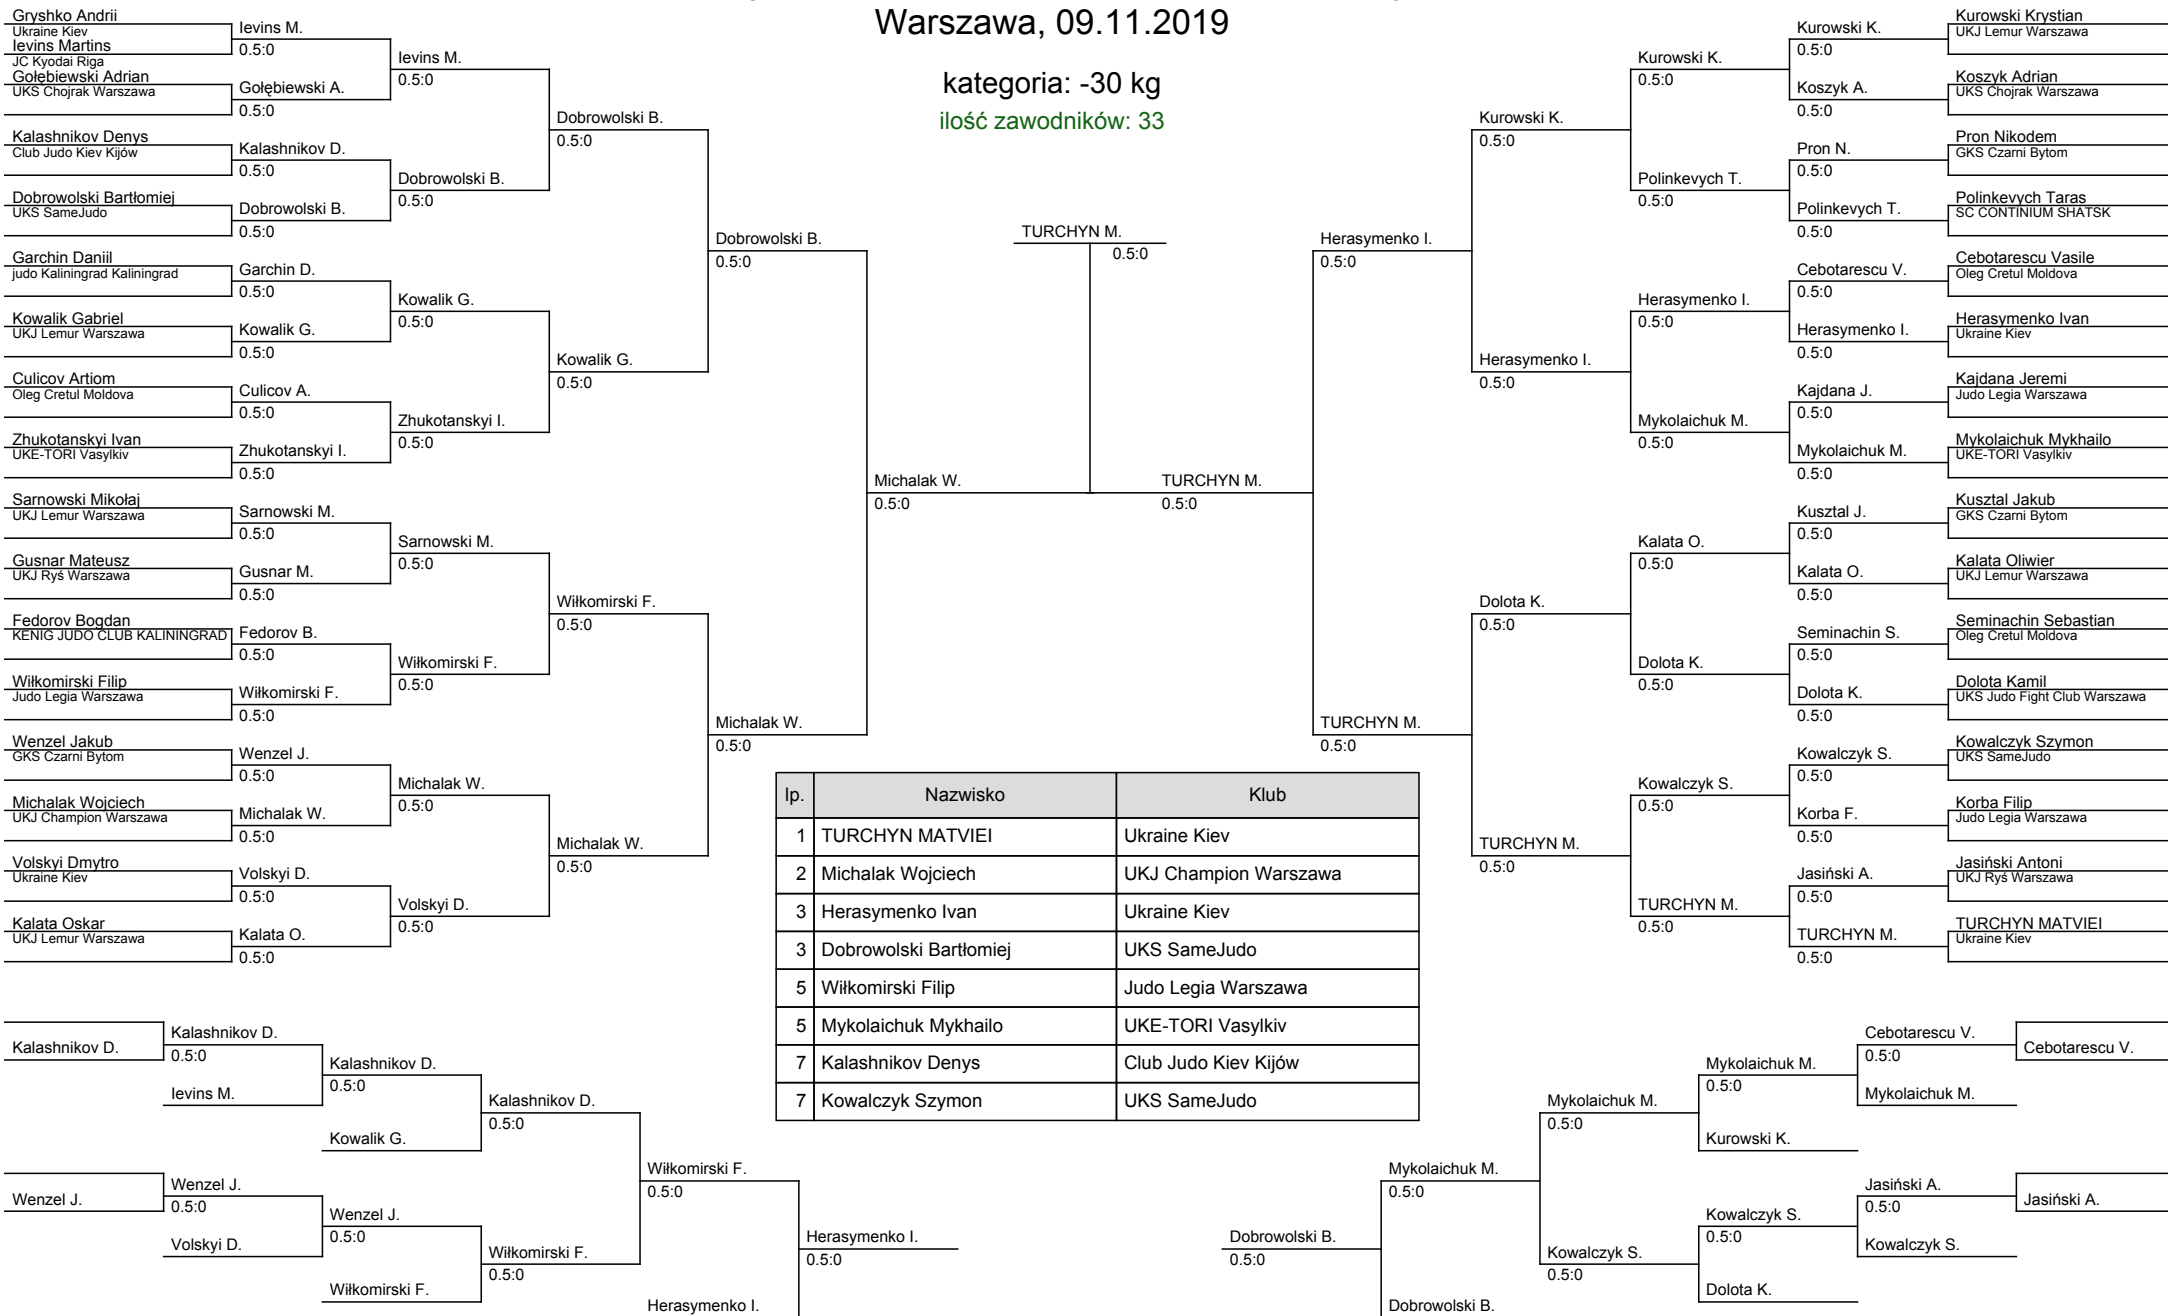 Warszawa, 09.11.2019
kategoria: -30 kg
ilość zawodników: 33
Gryshko Andrii
Ukraine Kiev
Ievins Martins
JC Kyodai Riga
Gołębiewski Adrian
UKS Chojrak Warszawa
Kalashnikov Denys
Club Judo Kiev Kijów
Dobrowolski Bartłomiej
UKS SameJudo
Garchin Daniil
judo Kaliningrad Kaliningrad
Kowalik Gabriel
UKJ Lemur Warszawa
Culicov Artiom
Oleg Cretul Moldova
Zhukotanskyi Ivan
UKE-TORI Vasylkiv
Sarnowski Mikołaj
UKJ Lemur Warszawa
Gusnar Mateusz
UKJ Ryś Warszawa
Fedorov Bogdan
KENIG JUDO CLUB KALININGRAD
Wiłkomirski Filip
Judo Legia Warszawa
Wenzel Jakub
GKS Czarni Bytom
Michalak Wojciech
UKJ Champion Warszawa
Volskyi Dmytro
Ukraine Kiev
Kalata Oskar
UKJ Lemur Warszawa
Ievins M.
0.5:0
Gołębiewski A.
0.5:0
Kalashnikov D.
0.5:0
Dobrowolski B.
0.5:0
Garchin D.
0.5:0
Kowalik G.
0.5:0
Culicov A.
0.5:0
Zhukotanskyi I.
0.5:0
Sarnowski M.
0.5:0
Gusnar M.
0.5:0
Fedorov B.
0.5:0
Wiłkomirski F.
0.5:0
Wenzel J.
0.5:0
Michalak W.
0.5:0
Volskyi D.
0.5:0
Kalata O.
0.5:0
Ievins M.
0.5:0
Dobrowolski B.
0.5:0
Kowalik G.
0.5:0
Zhukotanskyi I.
0.5:0
Sarnowski M.
0.5:0
Wiłkomirski F.
0.5:0
Michalak W.
0.5:0
Volskyi D.
0.5:0
Dobrowolski B.
0.5:0
Kowalik G.
0.5:0
Wiłkomirski F.
0.5:0
Michalak W.
0.5:0
Dobrowolski B.
0.5:0
Michalak W.
0.5:0
Michalak W.
0.5:0
TURCHYN M.
0.5:0
TURCHYN M.
0.5:0
Herasymenko I.
0.5:0
TURCHYN M.
0.5:0
Kurowski K.
0.5:0
Herasymenko I.
0.5:0
Dolota K.
0.5:0
TURCHYN M.
0.5:0
Kurowski K.
0.5:0
Polinkevych T.
0.5:0
Herasymenko I.
0.5:0
Mykolaichuk M.
0.5:0
Kalata O.
0.5:0
Dolota K.
0.5:0
Kowalczyk S.
0.5:0
TURCHYN M.
0.5:0
Kurowski K.
0.5:0
Koszyk A.
0.5:0
Pron N.
0.5:0
Polinkevych T.
0.5:0
Cebotarescu V.
0.5:0
Herasymenko I.
0.5:0
Kajdana J.
0.5:0
Mykolaichuk M.
0.5:0
Kusztal J.
0.5:0
Kalata O.
0.5:0
Seminachin S.
0.5:0
Dolota K.
0.5:0
Kowalczyk S.
0.5:0
Korba F.
0.5:0
Jasiński A.
0.5:0
TURCHYN M.
0.5:0
Kurowski Krystian
UKJ Lemur Warszawa
Koszyk Adrian
UKS Chojrak Warszawa
Pron Nikodem
GKS Czarni Bytom
Polinkevych Taras
SC CONTINIUM SHATSK
Cebotarescu Vasile
Oleg Cretul Moldova
Herasymenko Ivan
Ukraine Kiev
Kajdana Jeremi
Judo Legia Warszawa
Mykolaichuk Mykhailo
UKE-TORI Vasylkiv
Kusztal Jakub
GKS Czarni Bytom
Kalata Oliwier
UKJ Lemur Warszawa
Seminachin Sebastian
Oleg Cretul Moldova
Dolota Kamil
UKS Judo Fight Club Warszawa
Kowalczyk Szymon
UKS SameJudo
Korba Filip
Judo Legia Warszawa
Jasiński Antoni
UKJ Ryś Warszawa
TURCHYN MATVIEI
Ukraine Kiev
lp. Nazwisko Klub
1 TURCHYN MATVIEI Ukraine Kiev
2 Michalak Wojciech UKJ Champion Warszawa
3 Herasymenko Ivan Ukraine Kiev
3 Dobrowolski Bartłomiej UKS SameJudo
5 Wiłkomirski Filip Judo Legia Warszawa
5 Mykolaichuk Mykhailo UKE-TORI Vasylkiv
7 Kalashnikov Denys Club Judo Kiev Kijów
7 Kowalczyk Szymon UKS SameJudo
Kalashnikov D.
Wenzel J.
Kalashnikov D.
0.5:0
Ievins M.
Wenzel J.
0.5:0
Volskyi D.
Kalashnikov D.
0.5:0
Kowalik G.
Wenzel J.
0.5:0
Wiłkomirski F.
Kalashnikov D.
0.5:0
Wiłkomirski F.
0.5:0
Wiłkomirski F.
0.5:0
Herasymenko I.
Herasymenko I.
0.5:0
Dobrowolski B.
0.5:0
Mykolaichuk M.
0.5:0
Dobrowolski B.
Mykolaichuk M.
0.5:0
Kowalczyk S.
0.5:0
Mykolaichuk M.
0.5:0
Kurowski K.
Kowalczyk S.
0.5:0
Dolota K.
Cebotarescu V.
0.5:0
Mykolaichuk M.
Jasiński A.
0.5:0
Kowalczyk S.
Cebotarescu V.
Jasiński A.